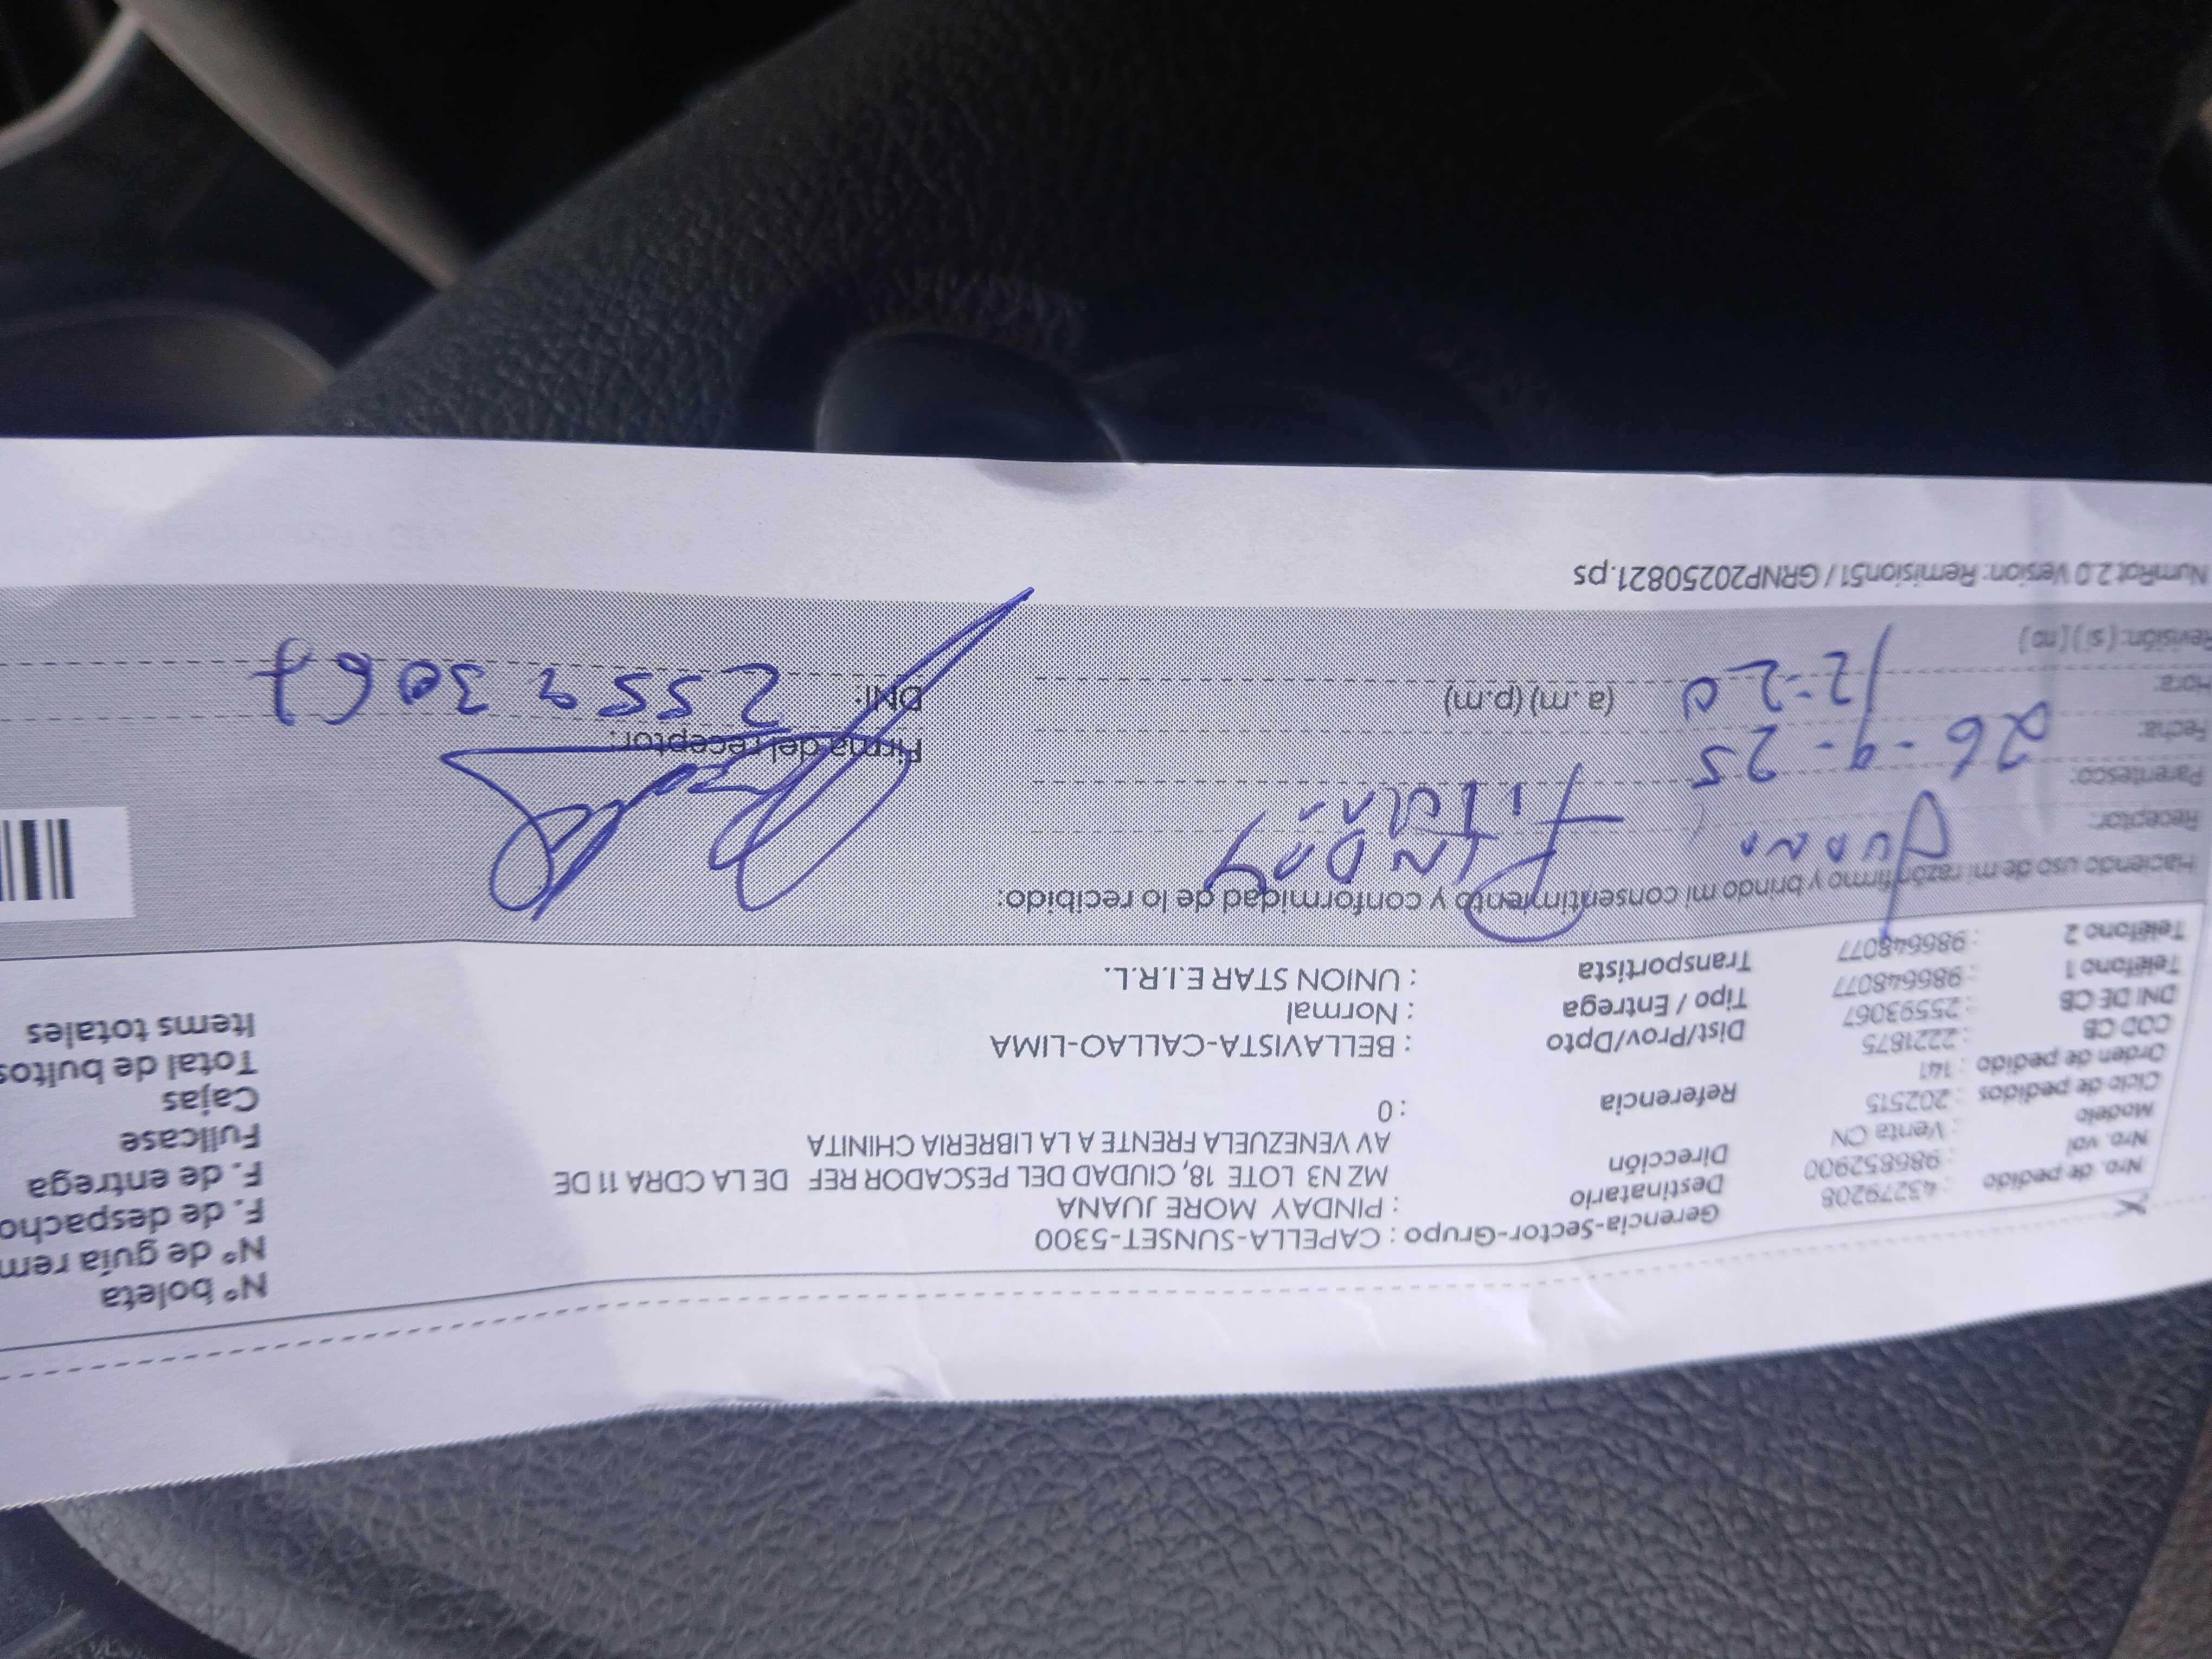 Gerencia-Sector-Grupo : CAPELLA-SUNSET-5300
Nº boleta
Nro. de pedido : 43279208
Destinatario : PINDAY MORE JUANA
Nº de guía rem
Nro. vol : 986852900
Dirección MZ N3 LOTE 18, CIUDAD DEL PESCADOR REF DE LA CDRA 11 DE
F. de despacho
Modelo : Venta CN
AV VENEZUELA FRENTE A LA LIBRERIA CHINITA
F. de entrega
Ciclo de pedidos : 202515
Referencia : 0
Fullcase
Orden de pedido : 141
Cajas
COD CB : 2221875
Dist/Prov/Dpto : BELLAVISTA-CALLAO-LIMA
Total de bultos
DNI DE CB : 25593067
Tipo / Entrega : Normal
Items totales
Teléfono 1 : 986648077
Transportista : UNION STAR E.I.R.L.
Teléfono 2 : 986648077
Haciendo uso de mi razón firmo y brindo mi consentimiento y conformidad de lo recibido:
Receptor: Juana PINDAY
Parentesco: Titular
Fecha: 26-9-25
Firma del receptor:
Hora: 12=20 (a.m) (p.m)
DNI: 25593067
Revisión: (si) (no)
NumRot 2.0 Version: Remision51 / GRNP20250821.ps